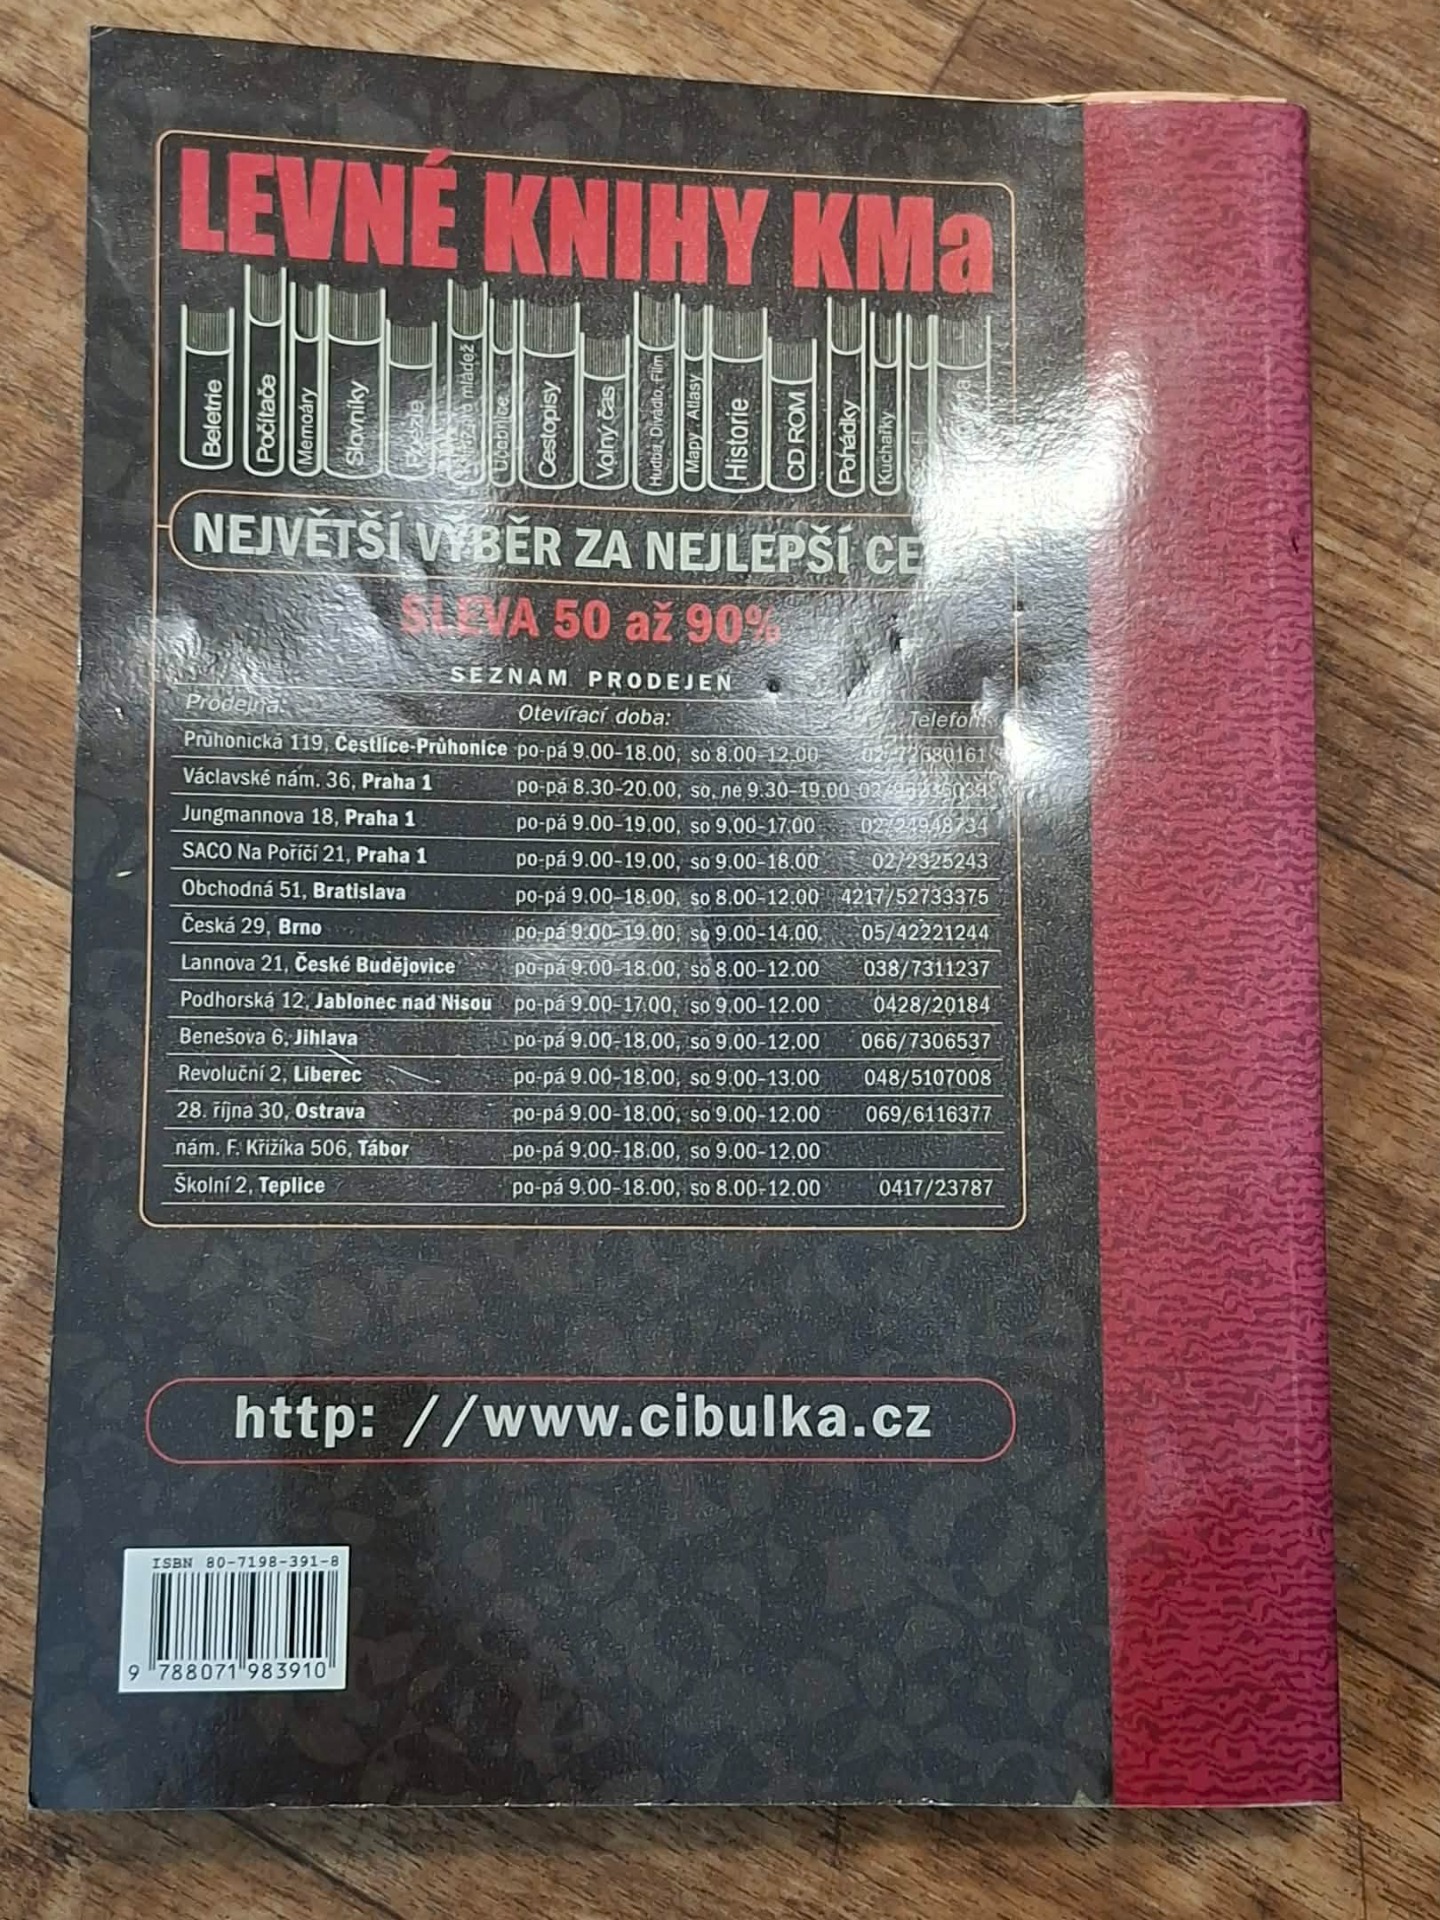 LEVNÉ KNIHY KMa
Beletrie
Počítače
Memoáry
Slovníky
Poezie
mládež
Učebnice
Cestopisy
Volný čas
Hudba, Divadlo, Film
Mapy, Atlasy
Historie
CD ROM
Pohádky
Kuchařky
NEJVĚTŠÍ VÝBĚR ZA NEJLEPŠÍ
SLEVA 50 až 90%
SEZNAM PRODEJEN
Prodejna: Otevírací doba: Telefon:
Průhonická 119, Čestlice-Průhonice po-pá 9.00-18.00, so 8.00-12.00 02/72680161
Václavské nám. 36, Praha 1 po-pá 8.30-20.00, so, ne 9.30-19.00
Jungmannova 18, Praha 1 po-pá 9.00-19.00, so 9.00-17.00 02/24948734
SACO Na Poříčí 21, Praha 1 po-pá 9.00-19.00, so 9.00-18.00 02/2325243
Obchodná 51, Bratislava po-pá 9.00-18.00, so 8.00-12.00 4217/52733375
Česká 29, Brno po-pá 9.00-19.00, so 9.00-14.00 05/42221244
Lannova 21, České Budějovice po-pá 9.00-18.00, so 8.00-12.00 038/7311237
Podhorská 12, Jablonec nad Nisou po-pá 9.00-17.00, so 9.00-12.00 0428/20184
Benešova 6, Jihlava po-pá 9.00-18.00, so 9.00-12.00 066/7306537
Revoluční 2, Liberec po-pá 9.00-18.00, so 9.00-13.00 048/5107008
28. října 30, Ostrava po-pá 9.00-18.00, so 9.00-12.00 069/6116377
nám. F. Křižíka 506, Tábor po-pá 9.00-18.00, so 9.00-12.00
Školní 2, Teplice po-pá 9.00-18.00, so 8.00-12.00 0417/23787
http: //www.cibulka.cz
ISBN 80-7198-391-8
9 788071 983910